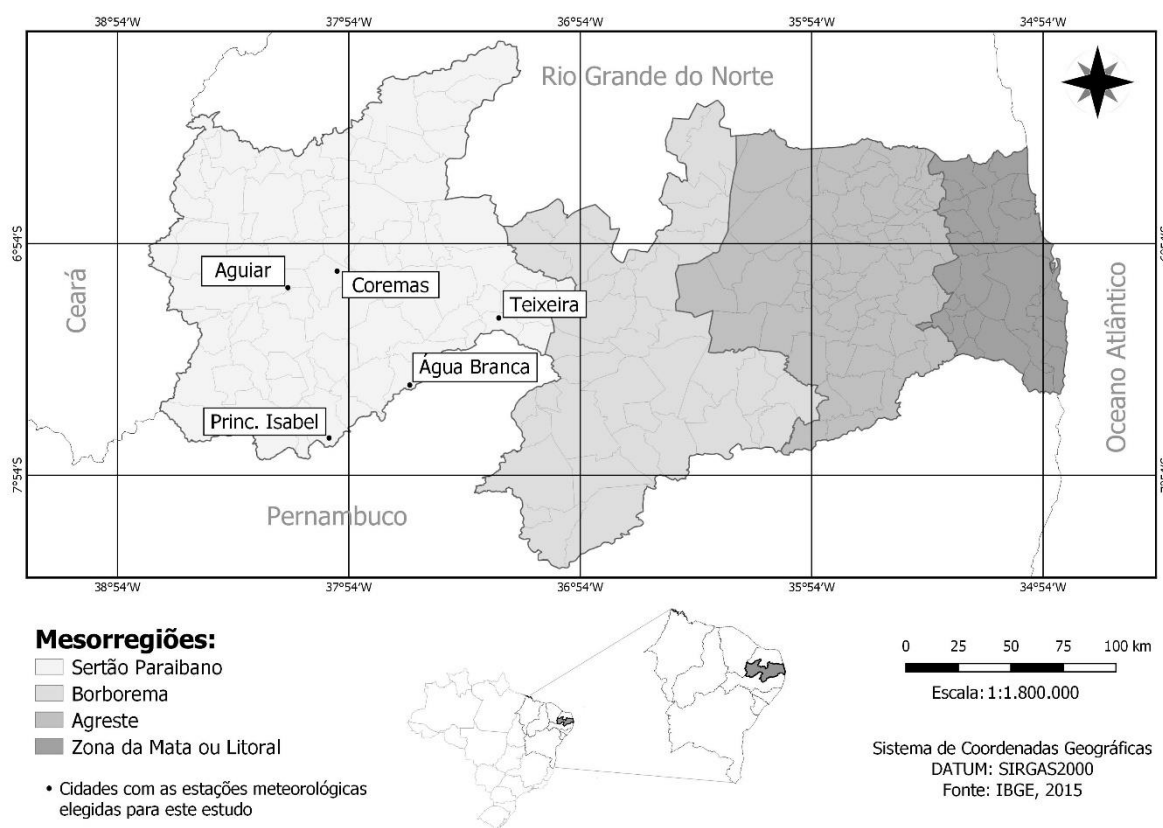 38°54'W 37°54'W 36°54'W 35°54'W 34°54'W
Rio Grande do Norte
6°54'S 6°54'S
Ceará
Aguiar
Coremas
Teixeira
Água Branca
Princ. Isabel
Oceano Atlântico
7°54'S 7°54'S
Pernambuco
38°54'W 37°54'W 36°54'W 35°54'W 34°54'W
Mesorregiões:
Sertão Paraibano
Borborema
Agreste
Zona da Mata ou Litoral
• Cidades com as estações meteorológicas
elegidas para este estudo
0 25 50 75 100 km
Escala: 1:1.800.000
Sistema de Coordenadas Geográficas
DATUM: SIRGAS2000
Fonte: IBGE, 2015